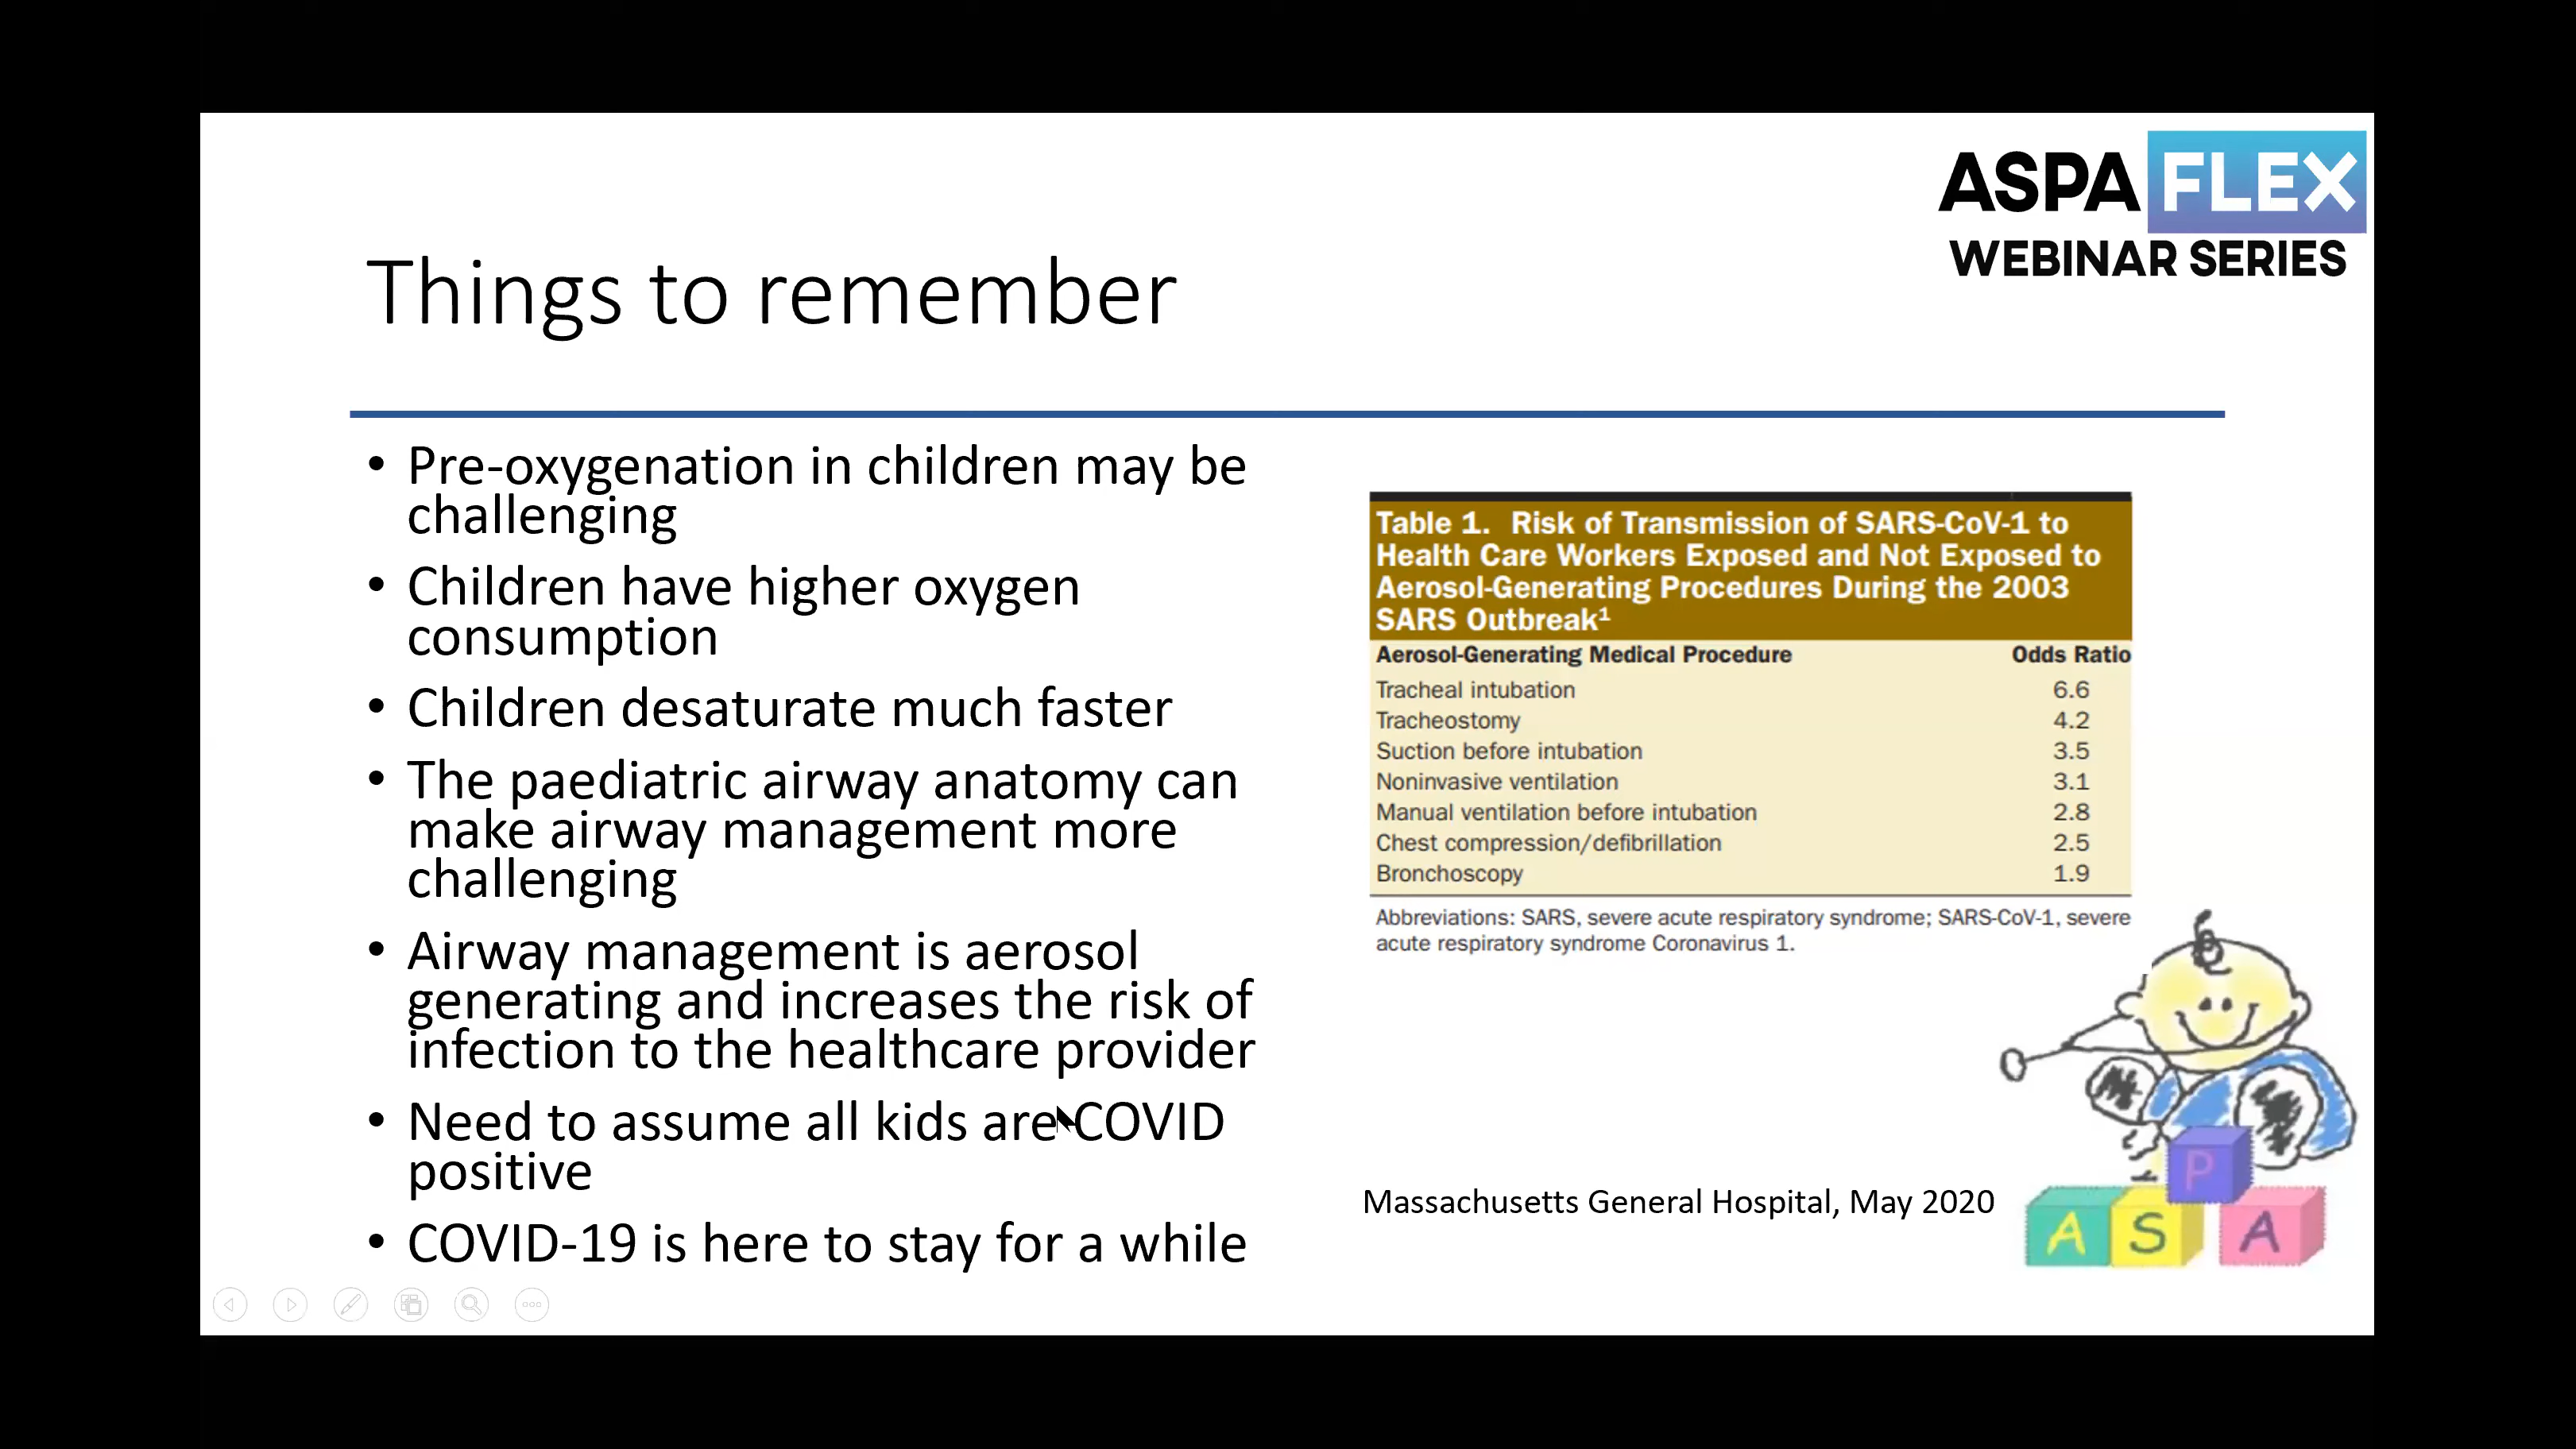 ASPA FLEX
WEBINAR SERIES
Things to remember
• Pre-oxygenation in children may be
challenging
• Children have higher oxygen
consumption
• Children desaturate much faster
• The paediatric airway anatomy can
make airway management more
challenging
• Airway management is aerosol
generating and increases the risk of
infection to the healthcare provider
• Need to assume all kids are COVID
positive
• COVID-19 is here to stay for a while
Table 1. Risk of Transmission of SARS-CoV-1 to
Health Care Workers Exposed and Not Exposed to
Aerosol-Generating Procedures During the 2003
SARS Outbreak¹
Aerosol-Generating Medical Procedure Odds Ratio
Tracheal intubation 6.6
Tracheostomy 4.2
Suction before intubation 3.5
Noninvasive ventilation 3.1
Manual ventilation before intubation 2.8
Chest compression/defibrillation 2.5
Bronchoscopy 1.9
Abbreviations: SARS, severe acute respiratory syndrome; SARS-CoV-1, severe
acute respiratory syndrome Coronavirus 1.
Massachusetts General Hospital, May 2020
P
A S A